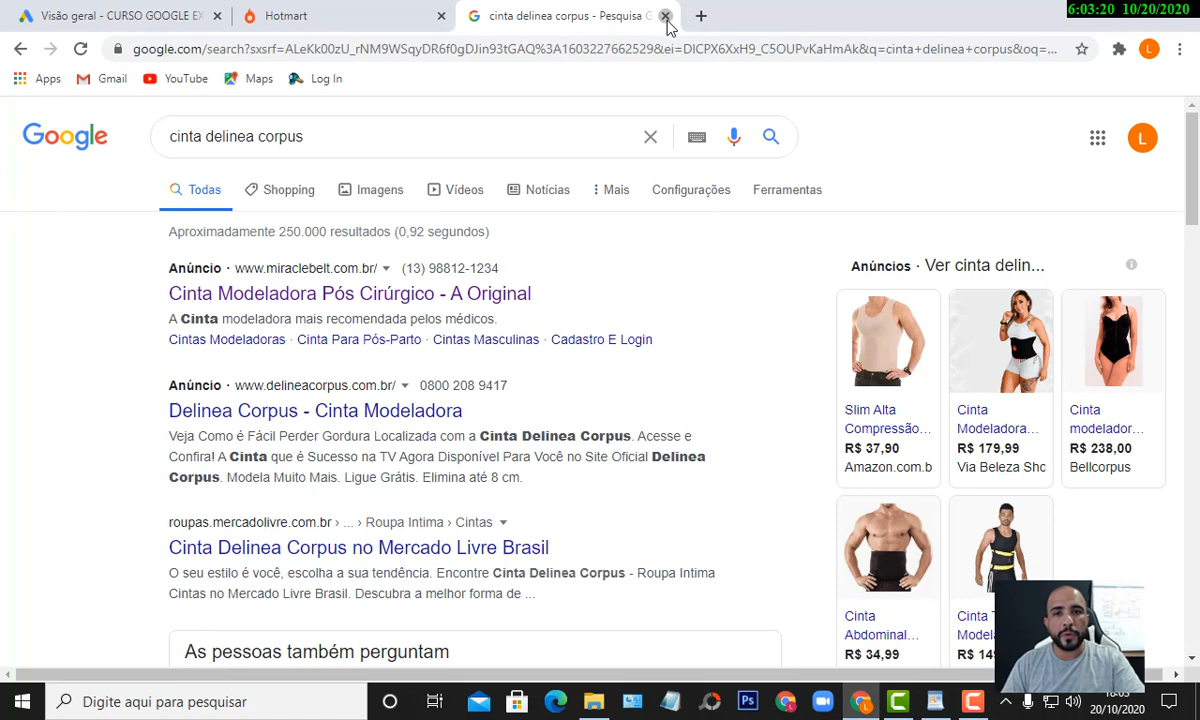 6:03:20 10/20/2020
Visão geral - CURSO GOOGLE EX
Hotmart
cinta delinea corpus - Pesquisa G
google.com/search?sxsrf=ALeKk00zU_rNM9WSqyDR6f0gDJin93tGAQ%3A1603227662529&ei=DlCPX6XxH9_C5OUPvKaHmAk&q=cinta+delinea+corpus&oq=...
L
Apps
Gmail
YouTube
Maps
Log In
Google
cinta delinea corpus
L
Todas
Shopping
Imagens
Vídeos
Notícias
Mais
Configurações
Ferramentas
Aproximadamente 250.000 resultados (0,92 segundos)
Anúncio · www.miraclebelt.com.br/ (13) 98812-1234
Cinta Modeladora Pós Cirúrgico - A Original
A Cinta modeladora mais recomendada pelos médicos.
Cintas Modeladoras · Cinta Para Pós-Parto · Cintas Masculinas · Cadastro E Login
Anúncio · www.delineacorpus.com.br/ 0800 208 9417
Delinea Corpus - Cinta Modeladora
Veja Como é Fácil Perder Gordura Localizada com a Cinta Delinea Corpus. Acesse e
Confira! A Cinta que é Sucesso na TV Agora Disponível Para Você no Site Oficial Delinea
Corpus. Modela Muito Mais. Ligue Grátis. Elimina até 8 cm.
roupas.mercadolivre.com.br › ... › Roupa Intima › Cintas
Cinta Delinea Corpus no Mercado Livre Brasil
O seu estilo é você, escolha a sua tendência. Encontre Cinta Delinea Corpus - Roupa Intima
Cintas no Mercado Livre Brasil. Descubra a melhor forma de ...
As pessoas também perguntam
Anúncios · Ver cinta delin...
Slim Alta
Compressão...
R$ 37,90
Amazon.com.b
Cinta
Modeladora...
R$ 179,99
Via Beleza Sho
Cinta
modelador...
R$ 238,00
Bellcorpus
Cinta
Abdominal...
R$ 34,99
Cinta
Model
R$
Digite aqui para pesquisar
Ps
20/10/2020